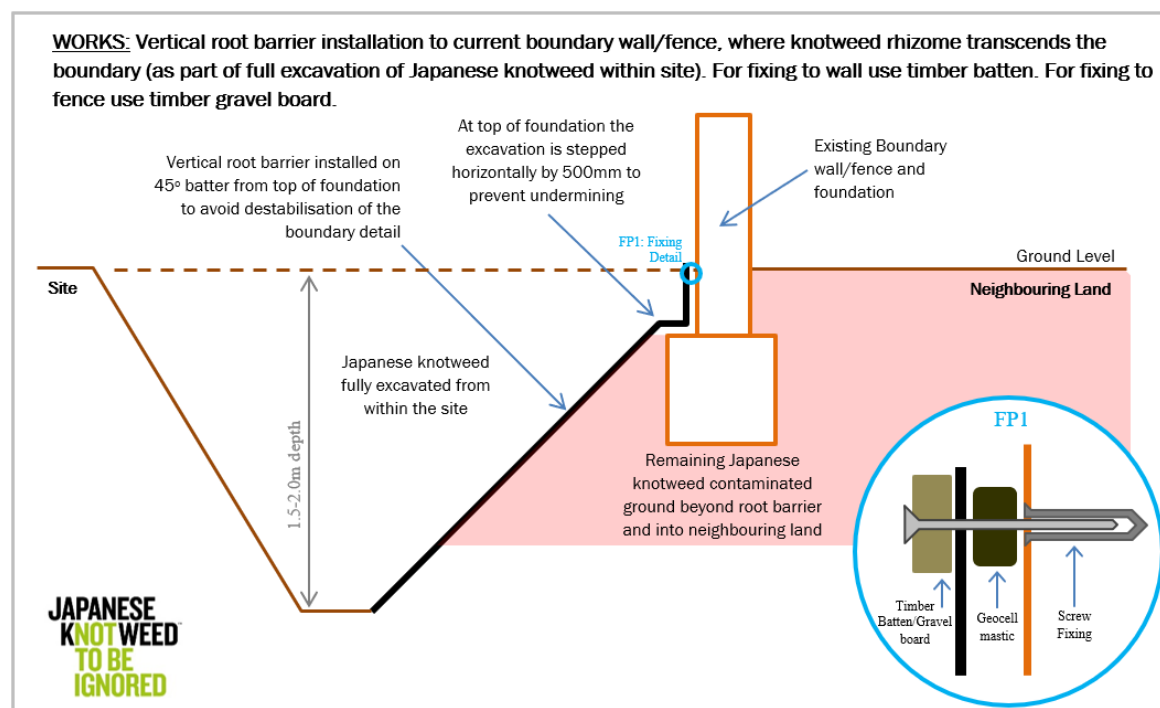 WORKS: Vertical root barrier installation to current boundary wall/fence, where knotweed rhizome transcends the
boundary (as part of full excavation of Japanese knotweed within site). For fixing to wall use timber batten. For fixing to
fence use timber gravel board.
Vertical root barrier installed on
45º batter from top of foundation
to avoid destabilisation of the
boundary detail
At top of foundation the
excavation is stepped
horizontally by 500mm to
prevent undermining
Existing Boundary
wall/fence and
foundation
FP1: Fixing
Detail
Ground Level
Site
Neighbouring Land
Japanese knotweed
fully excavated from
within the site
1.5-2.0m depth
Remaining Japanese
knotweed contaminated
ground beyond root barrier
and into neighbouring land
FP1
Timber
Batten/Gravel
board
Geocell
mastic
Screw
Fixing
JAPANESE
KNOTWEED™
TO BE
IGNORED